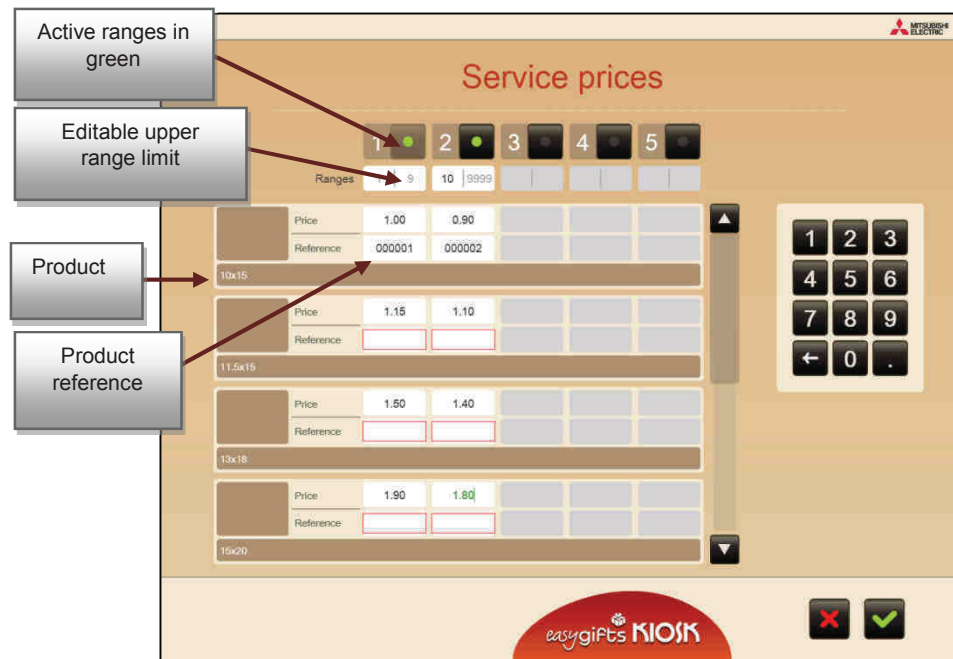 MITSUBISHI
ELECTRIC
Active ranges in
green
Service prices
Editable upper
range limit
1 2 3 4 5
Ranges 9 10 9999
Product
Price 1.00 0.90
Reference 000001 000002
10x15
Product
reference
Price 1.15 1.10
Reference
11.5x15
Price 1.50 1.40
Reference
13x18
Price 1.90 1.80
Reference
15x20
1 2 3
4 5 6
7 8 9
← 0 .
easygifts KIOSK